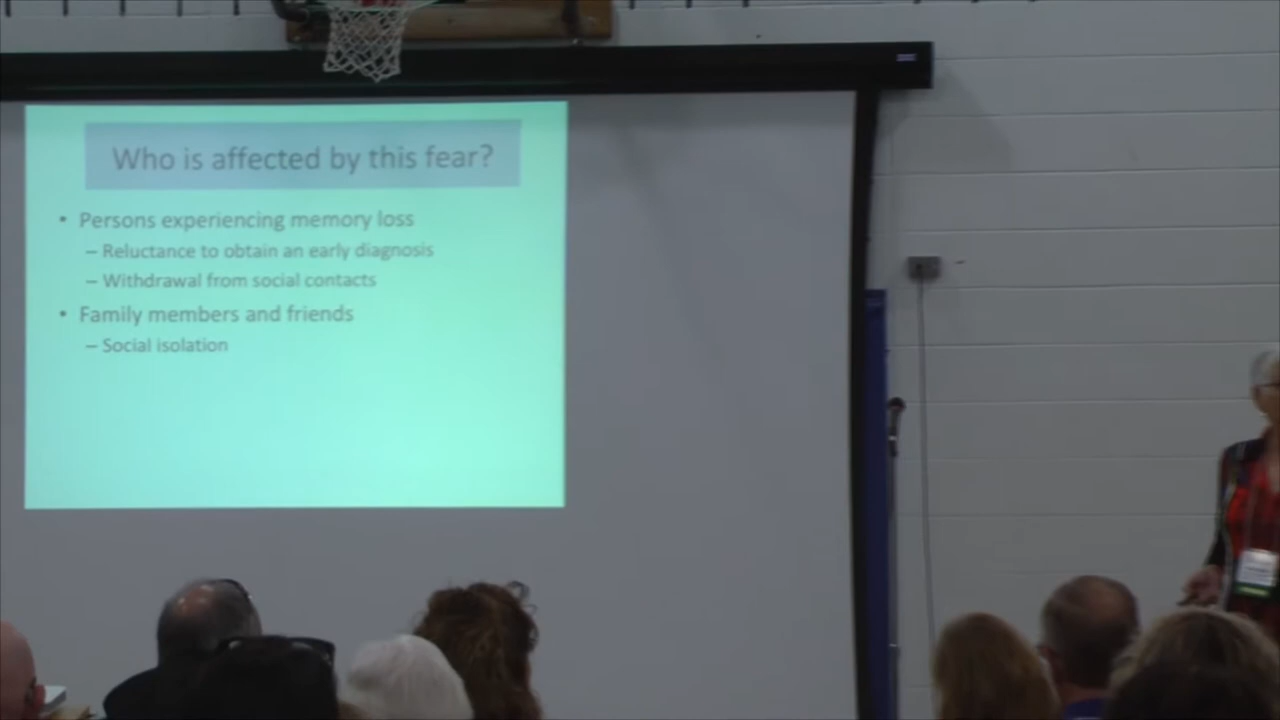 Who is affected by this fear?
• Persons experiencing memory loss
– Reluctance to obtain an early diagnosis
– Withdrawal from social contacts
• Family members and friends
– Social isolation